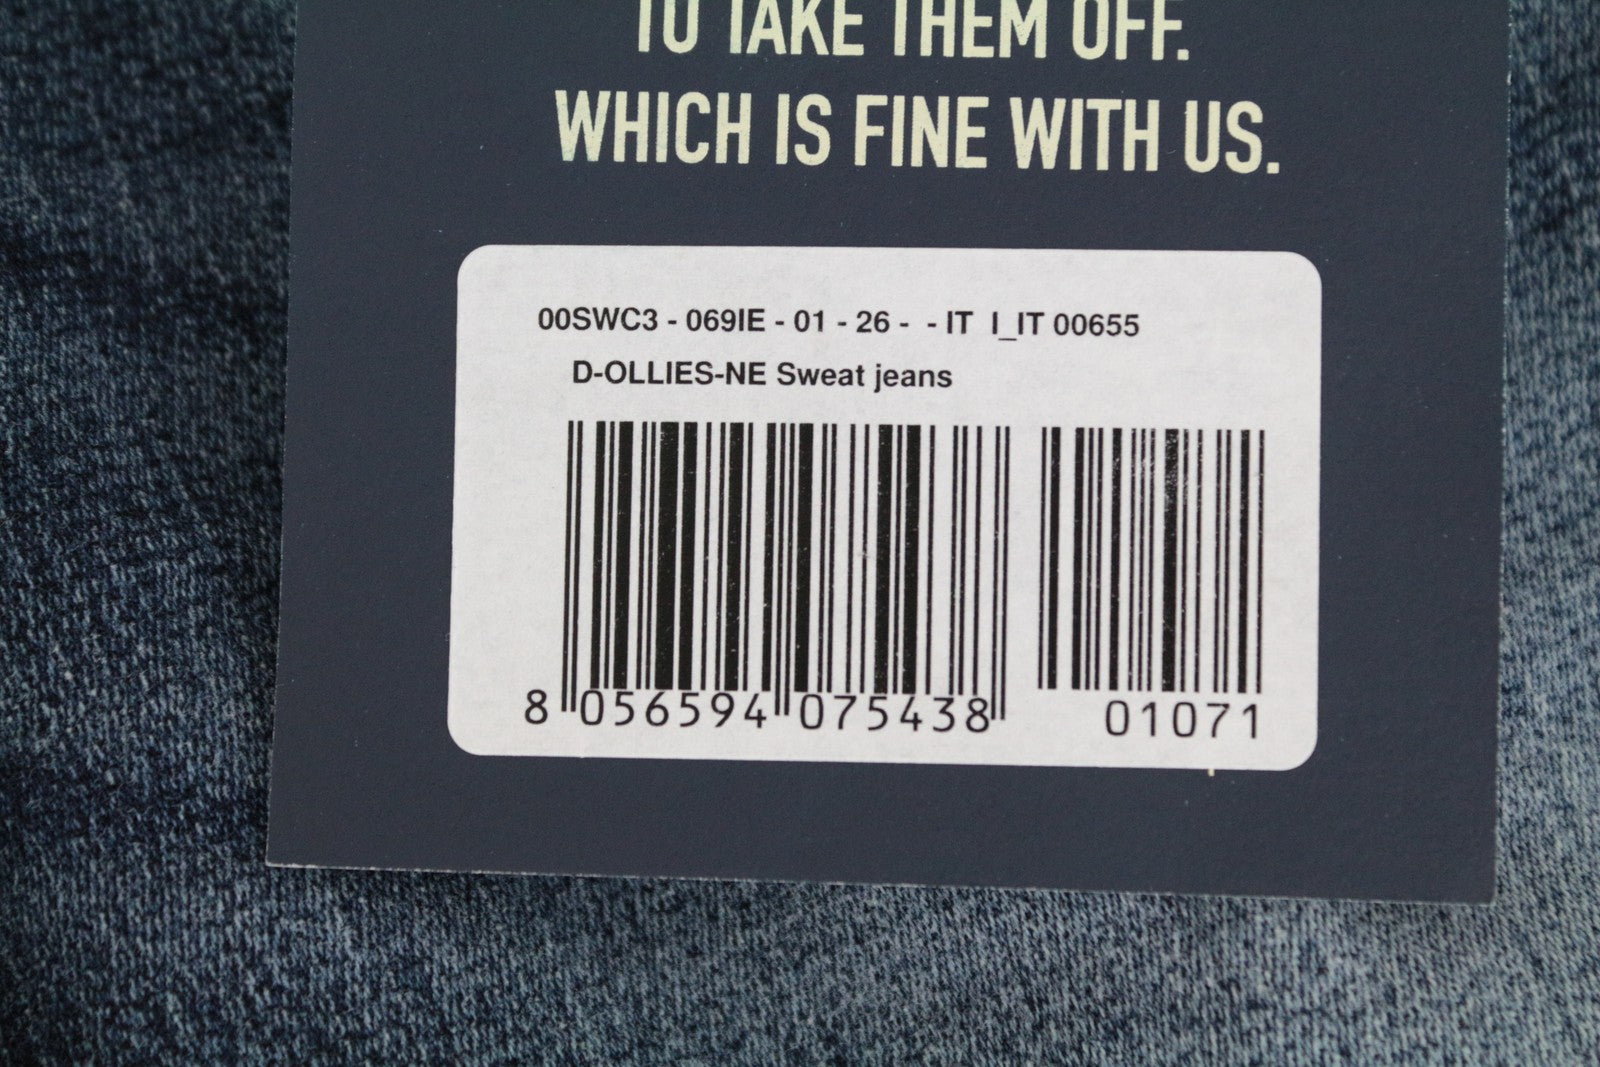 TO TAKE THEM OFF.
WHICH IS FINE WITH US.
00SWC3 - 069IE - 01 - 26 -  - IT  I_IT 00655
D-OLLIES-NE Sweat jeans
8 056594 075438 01071